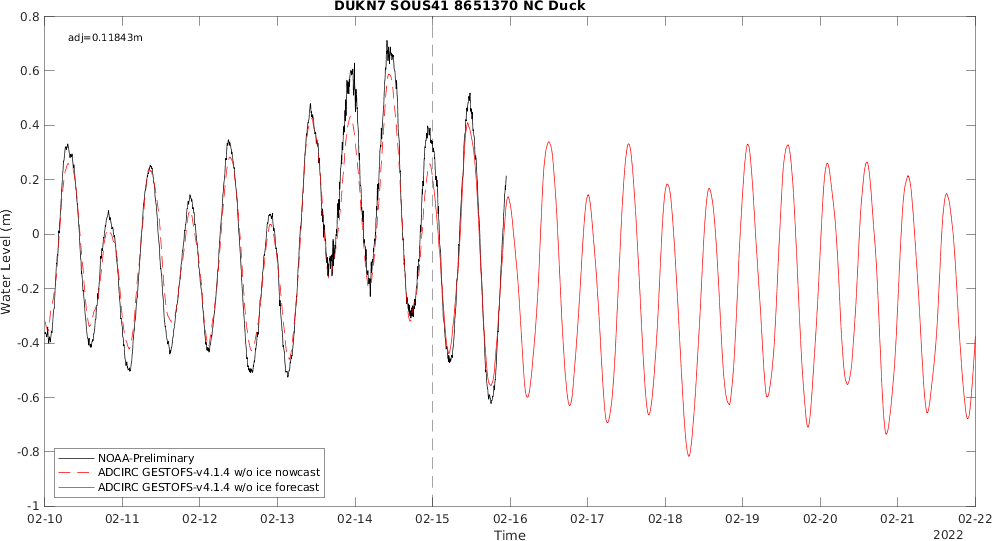 DUKN7 SOUS41 8651370 NC Duck
adj=0.11843m
0.8
0.6
0.4
0.2
0
-0.2
-0.4
-0.6
-0.8
-1
Water Level (m)
NOAA-Preliminary
ADCIRC GESTOFS-v4.1.4 w/o ice nowcast
ADCIRC GESTOFS-v4.1.4 w/o ice forecast
02-10 02-11 02-12 02-13 02-14 02-15 02-16 02-17 02-18 02-19 02-20 02-21 02-22
Time
2022